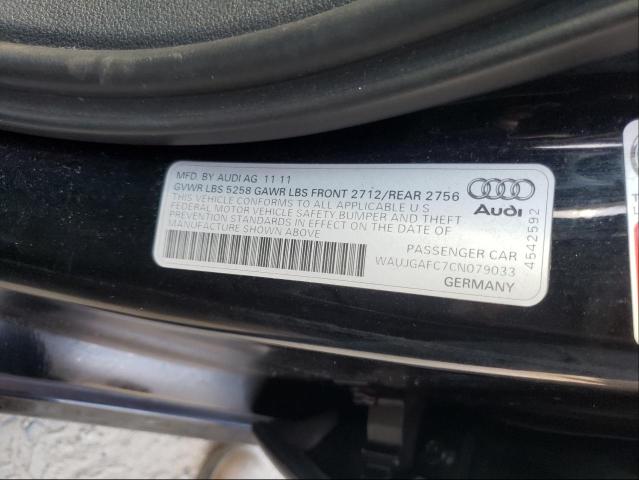 MFD. BY AUDI AG 11 11
GVWR LBS 5258 GAWR LBS FRONT 2712/REAR 2756
THIS VEHICLE CONFORMS TO ALL APPLICABLE U S
FEDERAL MOTOR VEHICLE SAFETY, BUMPER AND THEFT
PREVENTION STANDARDS IN EFFECT ON THE DATE OF
MANUFACTURE SHOWN ABOVE
Audi
4542592
PASSENGER CAR
WAUJGAFC7CN079033
GERMANY